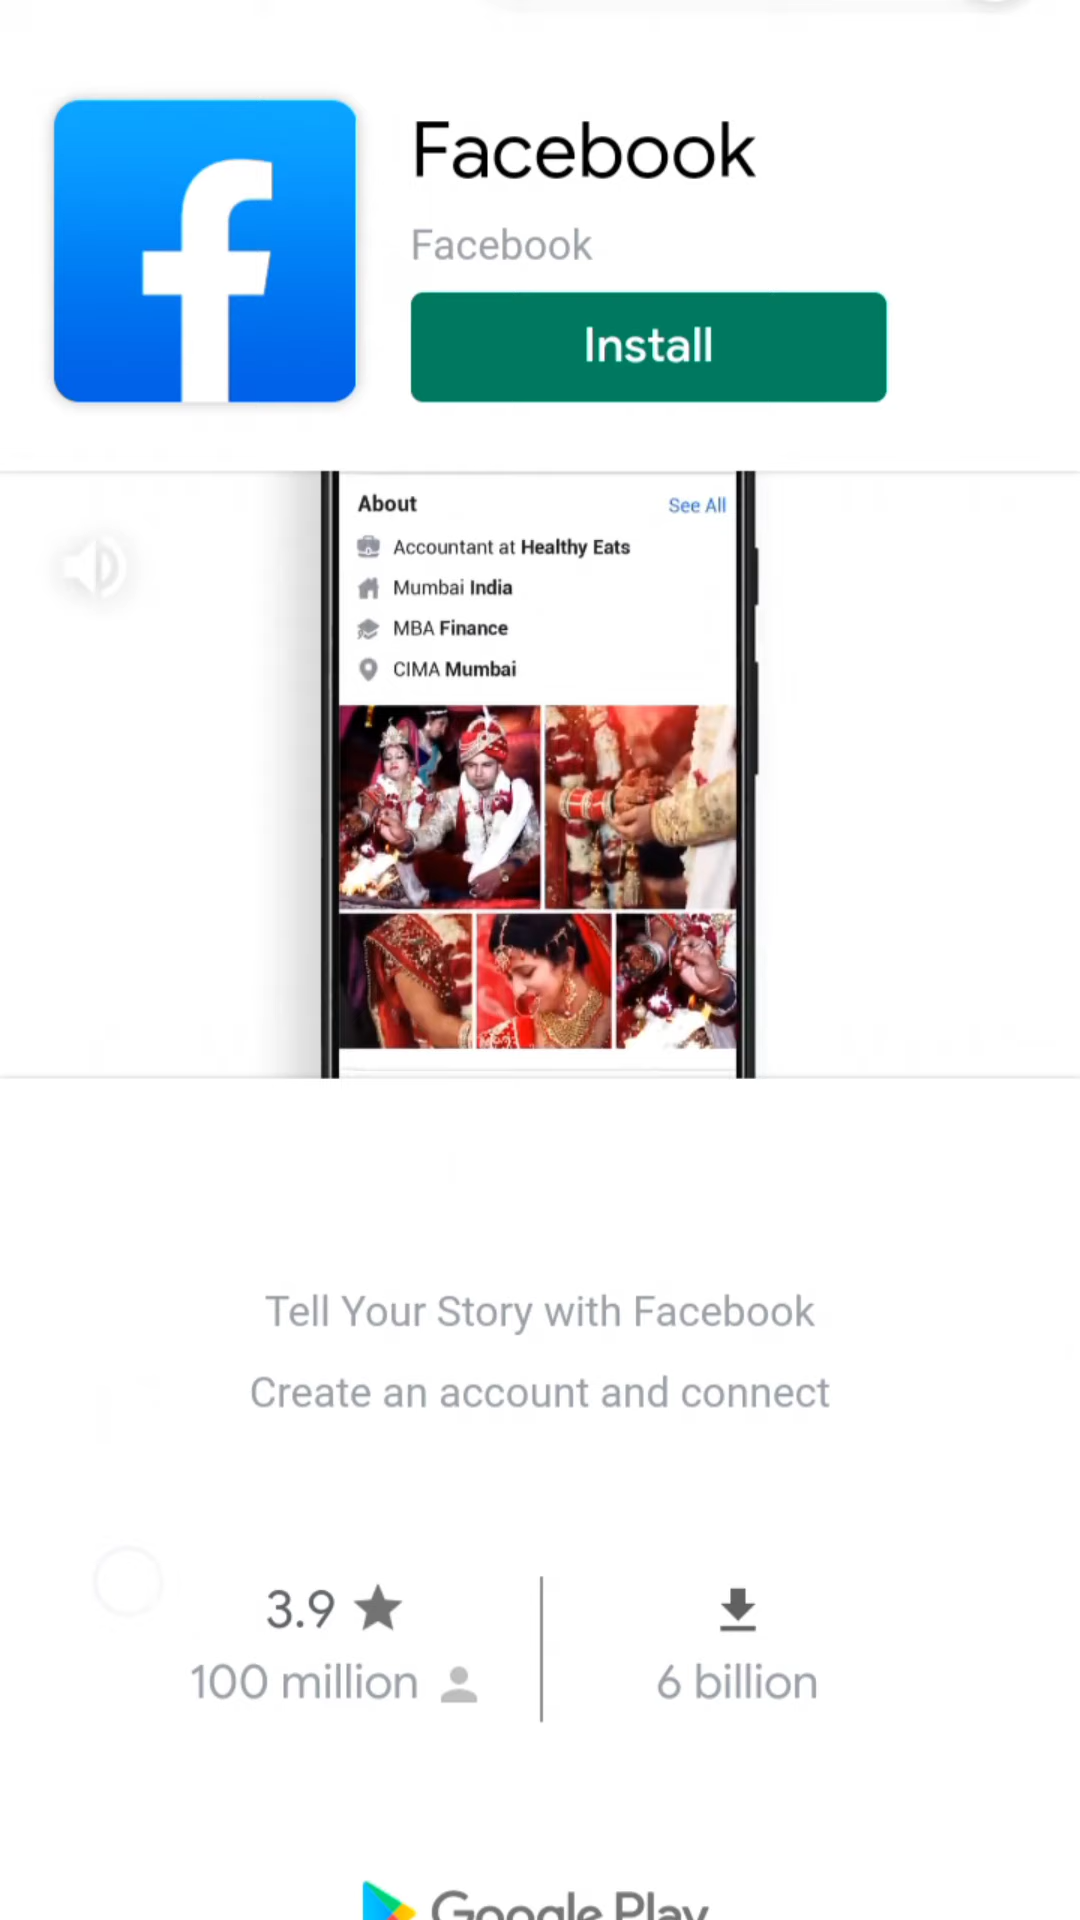 Facebook
Facebook
Install
About
See All
Accountant at Healthy Eats
Mumbai India
MBA Finance
CIMA Mumbai
Tell Your Story with Facebook
Create an account and connect
3.9
100 million
6 billion
Google Play